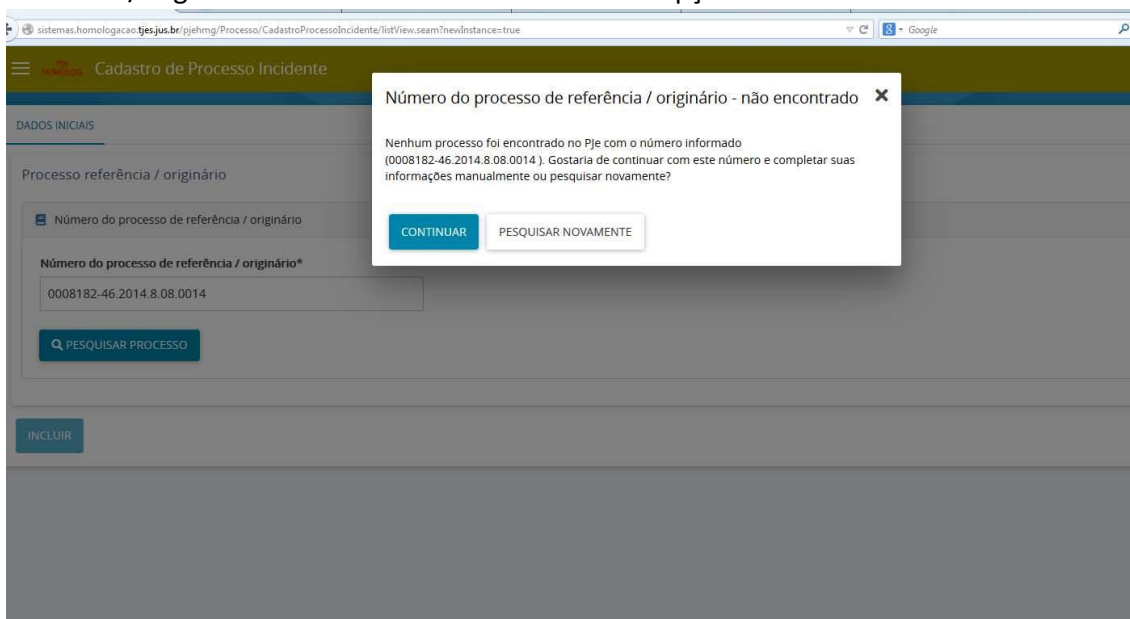 sistemas.homologacao.tjes.jus.br/pjehmg/Processo/CadastroProcessoIncidente/listView.seam?newInstance=true
Google
Cadastro de Processo Incidente
Número do processo de referência / originário - não encontrado
DADOS INICIAIS
Nenhum processo foi encontrado no PJe com o número informado
(0008182-46.2014.8.08.0014 ). Gostaria de continuar com este número e completar suas
informações manualmente ou pesquisar novamente?
Processo referência / originário
CONTINUAR
PESQUISAR NOVAMENTE
Número do processo de referência / originário
Número do processo de referência / originário*
0008182-46.2014.8.08.0014
PESQUISAR PROCESSO
INCLUIR